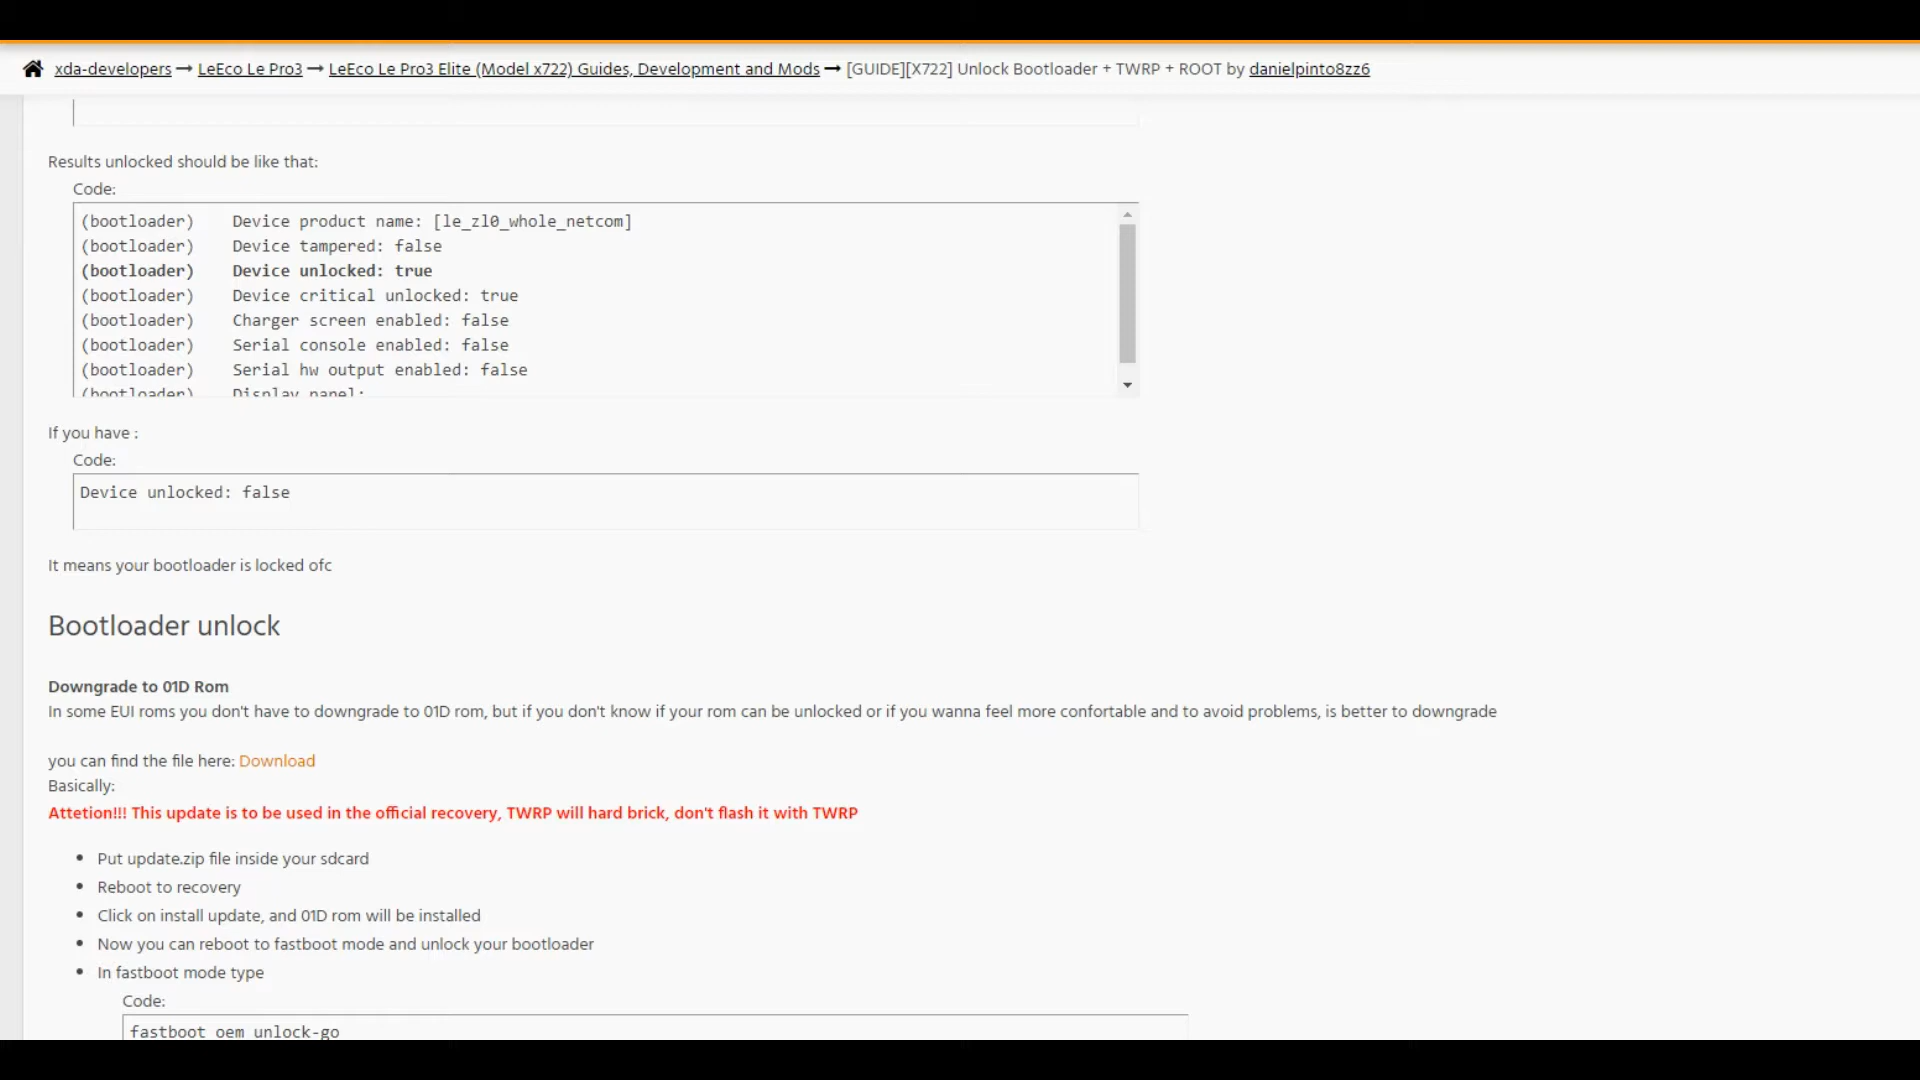 xda-developers → LeEco Le Pro3 → LeEco Le Pro3 Elite (Model x722) Guides, Development and Mods → [GUIDE][X722] Unlock Bootloader + TWRP + ROOT by danielpinto8zz6
Results unlocked should be like that:
Code:
(bootloader)    Device product name: [le_zl0_whole_netcom]
(bootloader)    Device tampered: false
(bootloader)    Device unlocked: true
(bootloader)    Device critical unlocked: true
(bootloader)    Charger screen enabled: false
(bootloader)    Serial console enabled: false
(bootloader)    Serial hw output enabled: false
(bootloader)    Display panel:
If you have :
Code:
Device unlocked: false
It means your bootloader is locked ofc
Bootloader unlock
Downgrade to 01D Rom
In some EUI roms you don't have to downgrade to 01D rom, but if you don't know if your rom can be unlocked or if you wanna feel more confortable and to avoid problems, is better to downgrade
you can find the file here: Download
Basically:
Attetion!!! This update is to be used in the official recovery, TWRP will hard brick, don't flash it with TWRP
• Put update.zip file inside your sdcard
• Reboot to recovery
• Click on install update, and 01D rom will be installed
• Now you can reboot to fastboot mode and unlock your bootloader
• In fastboot mode type
Code:
fastboot oem unlock-go